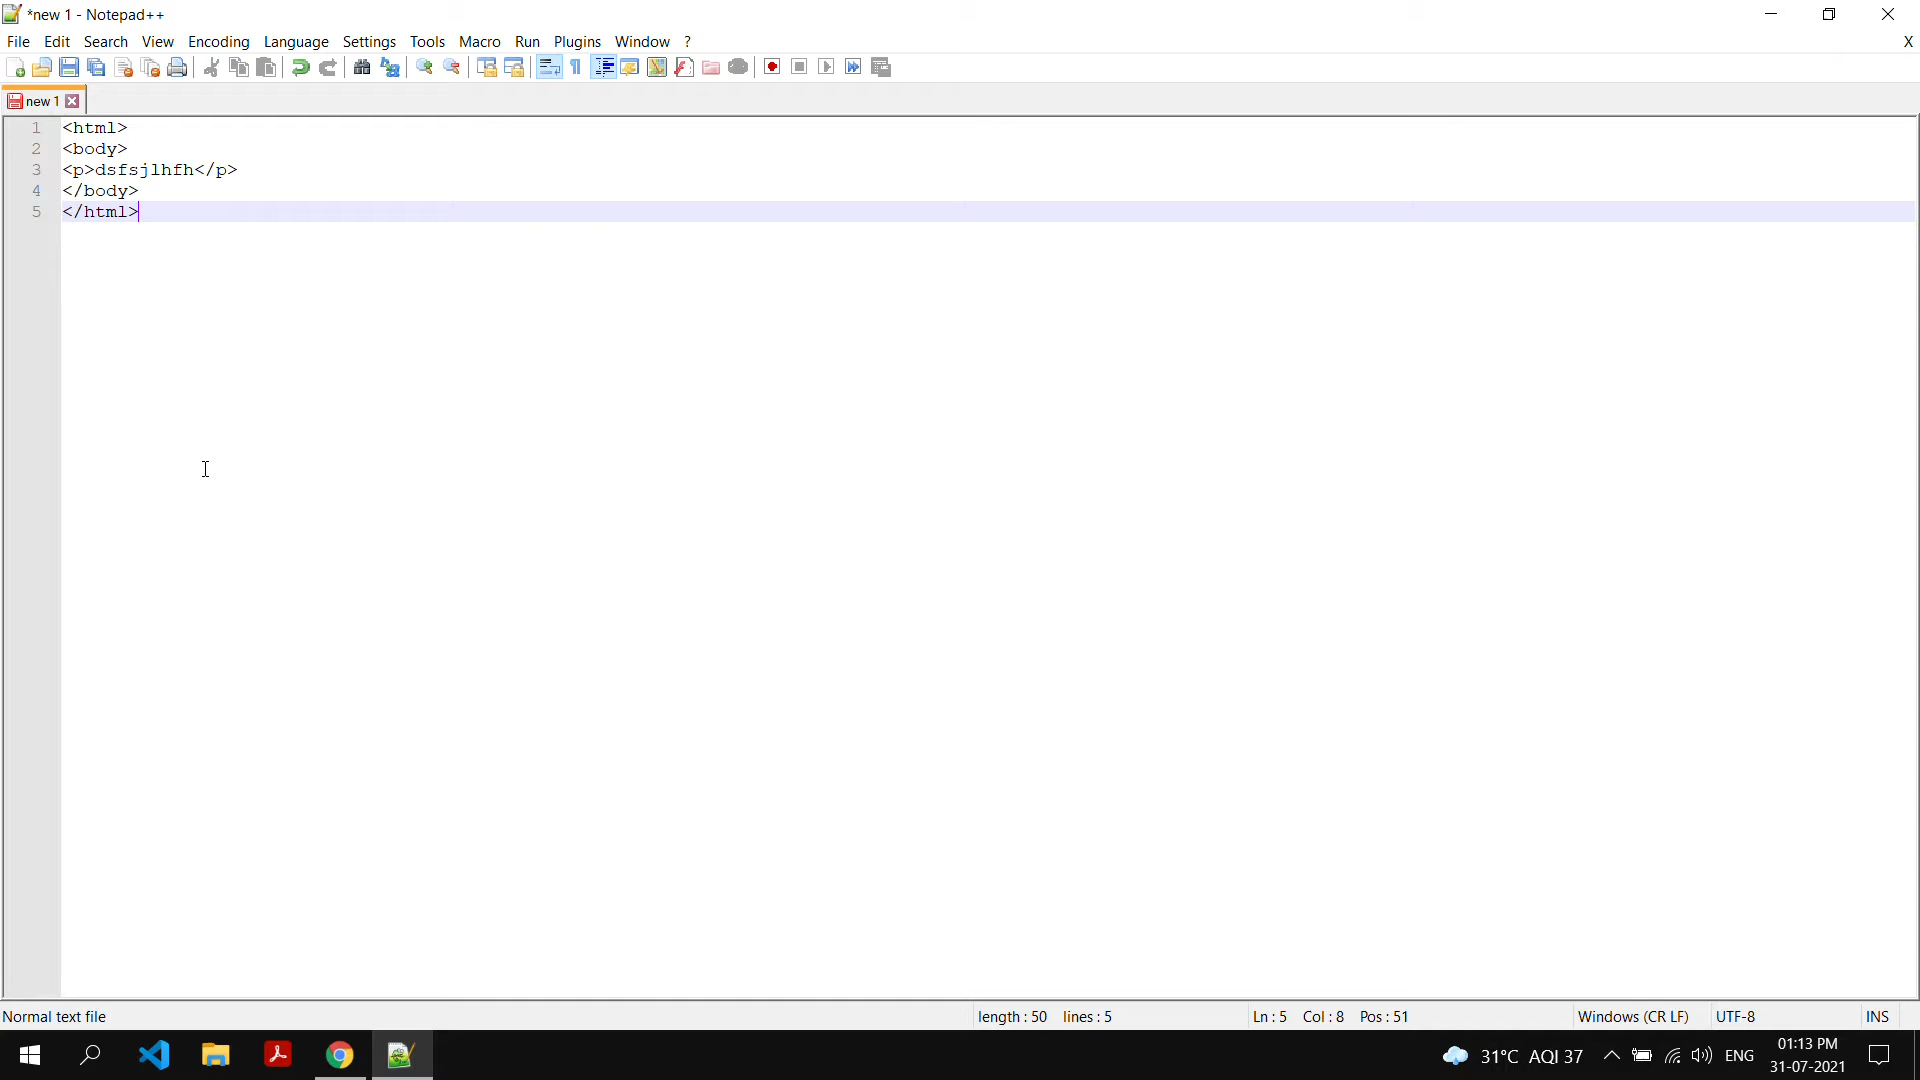 *new 1 - Notepad++
File Edit Search View Encoding Language Settings Tools Macro Run Plugins Window ? X
new 1
1 <html>
2 <body>
3 <p>dsfsjlhfh</p>
4 </body>
5 </html>
Normal text file length : 50 lines : 5 Ln : 5 Col : 8 Pos : 51 Windows (CR LF) UTF-8 INS
31°C AQI 37 ENG 01:13 PM
31-07-2021